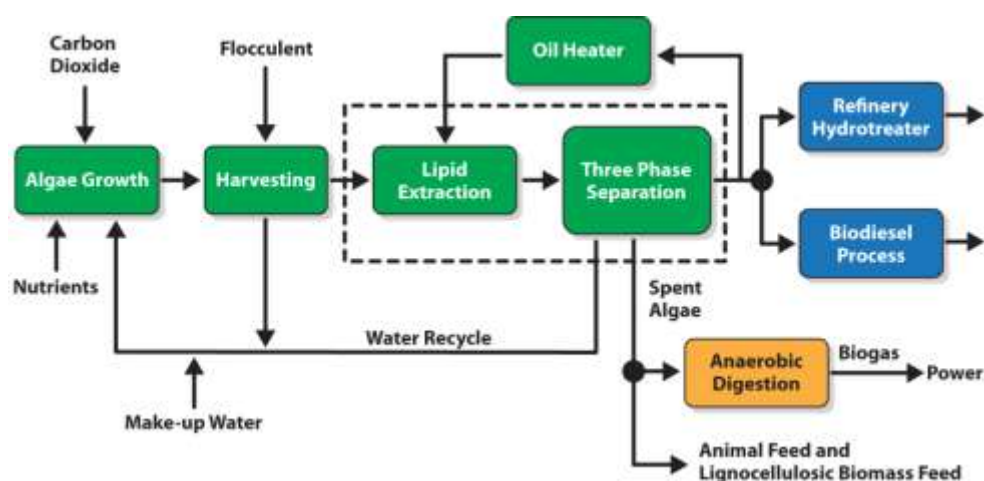 Carbon
Dioxide
Flocculent
Oil Heater
Refinery
Hydrotreater
Algae Growth
Harvesting
Lipid
Extraction
Three Phase
Separation
Biodiesel
Process
Nutrients
Spent
Algae
Water Recycle
Anaerobic
Digestion
Biogas
Power
Make-up Water
Animal Feed and
Lignocellulosic Biomass Feed